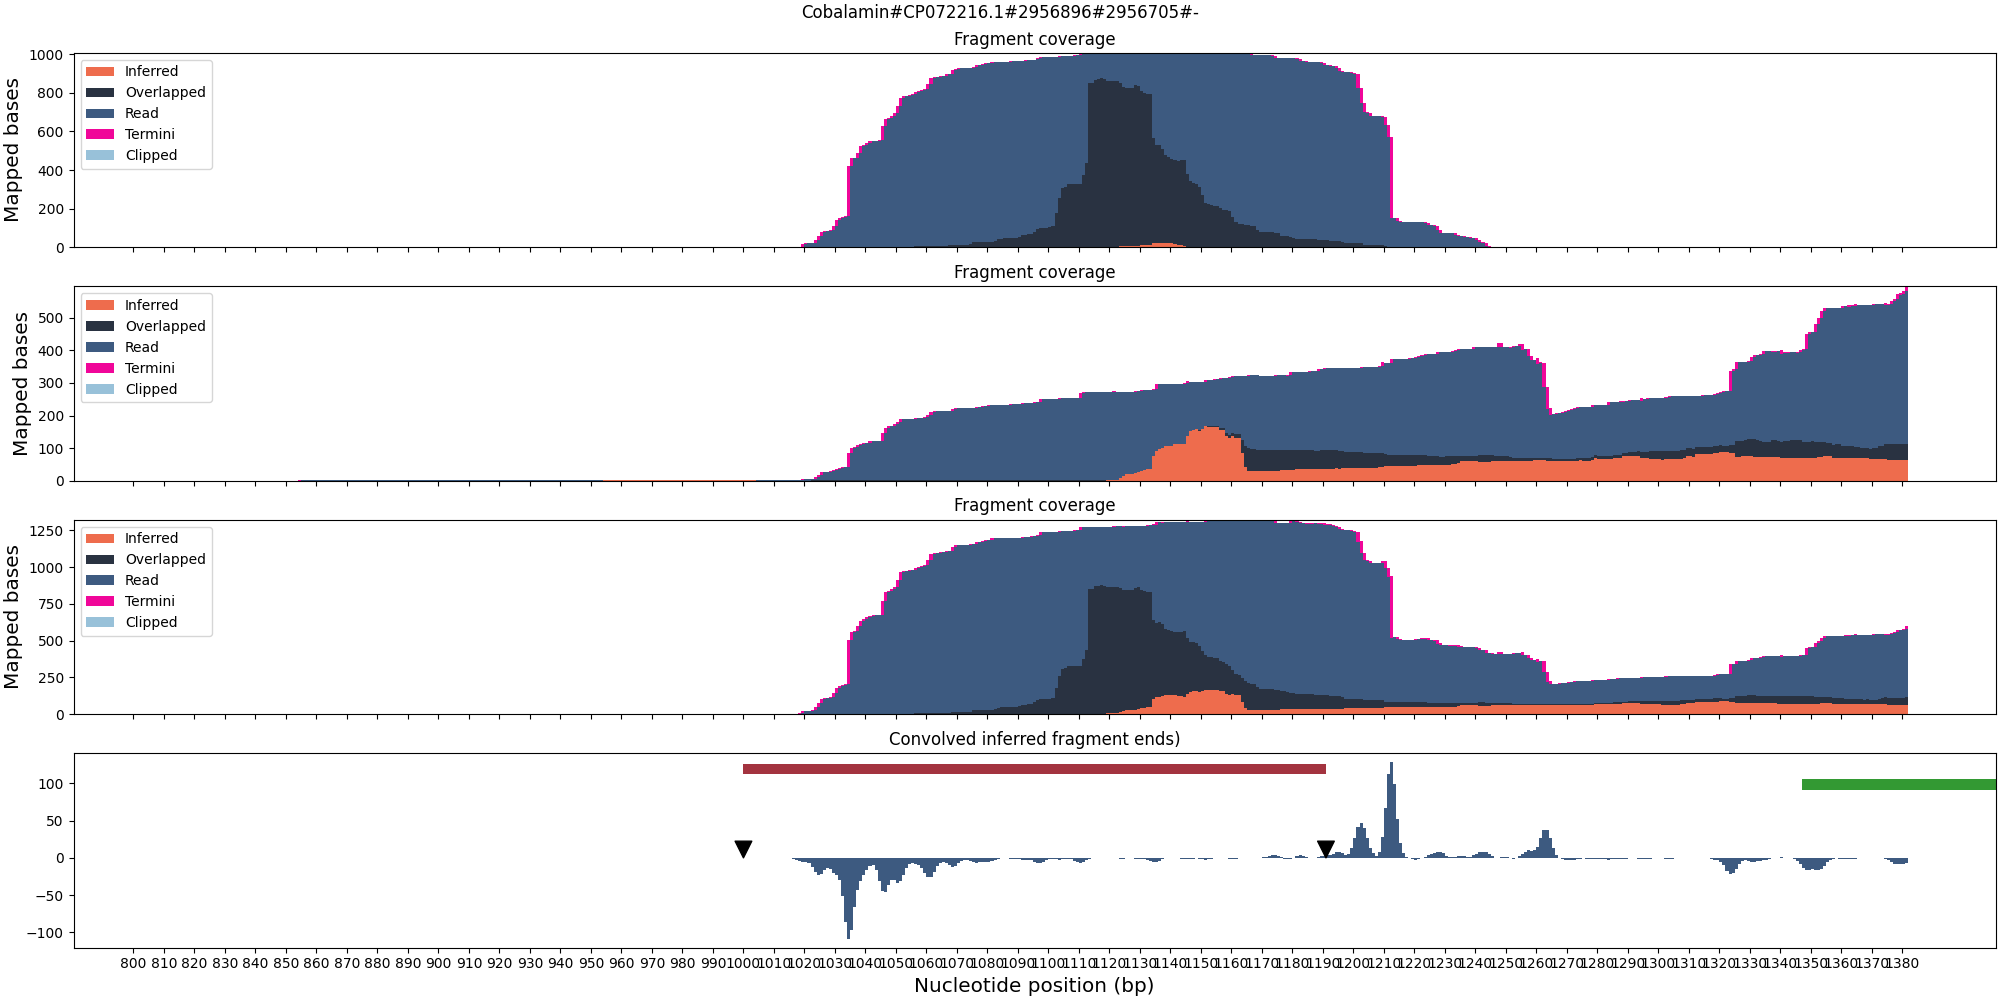 Cobalamin#CP072216.1#2956896#2956705#-
Fragment coverage
Mapped bases
1000
800
600
400
200
0
Inferred
Overlapped
Read
Termini
Clipped
Fragment coverage
Mapped bases
500
400
300
200
100
0
Inferred
Overlapped
Read
Termini
Clipped
Fragment coverage
Mapped bases
1250
1000
750
500
250
0
Inferred
Overlapped
Read
Termini
Clipped
Convolved inferred fragment ends)
100
50
0
−50
−100
800 810 820 830 840 850 860 870 880 890 900 910 920 930 940 950 960 970 980 990 1000 1010 1020 1030 1040 1050 1060 1070 1080 1090 1100 1110 1120 1130 1140 1150 1160 1170 1180 1190 1200 1210 1220 1230 1240 1250 1260 1270 1280 1290 1300 1310 1320 1330 1340 1350 1360 1370 1380
Nucleotide position (bp)